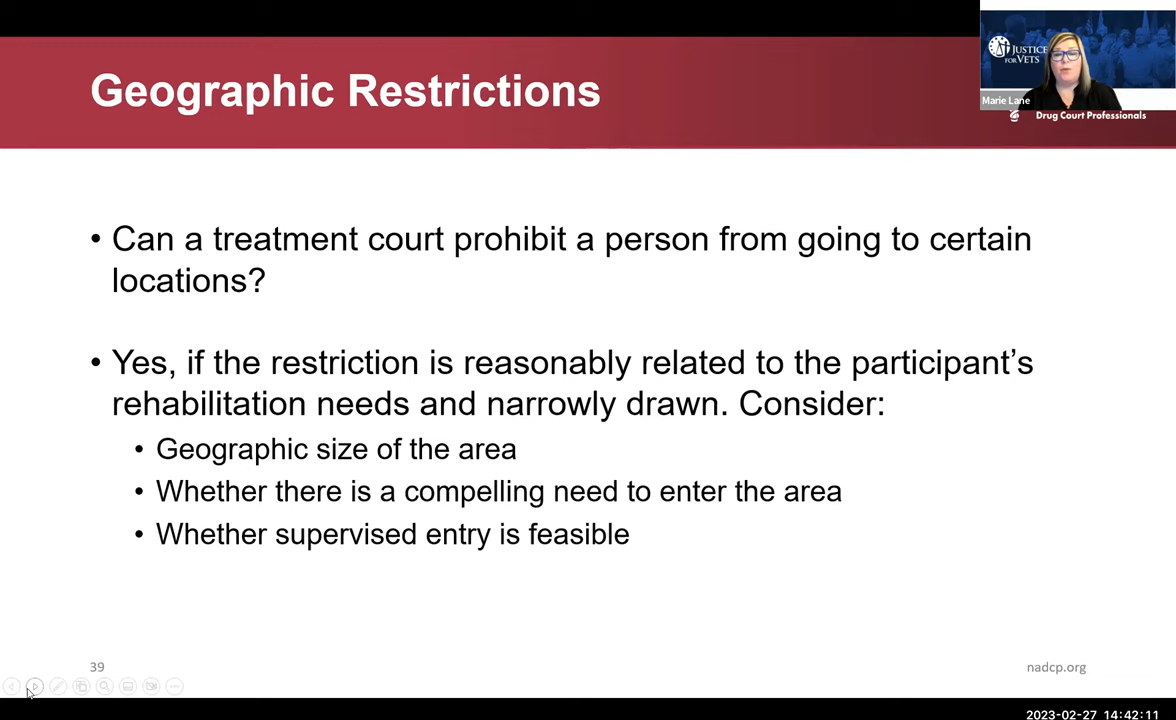 Geographic Restrictions
JUSTICE
FOR VETS
Marie Lane
Drug Court Professionals
• Can a treatment court prohibit a person from going to certain
locations?
• Yes, if the restriction is reasonably related to the participant’s
rehabilitation needs and narrowly drawn. Consider:
• Geographic size of the area
• Whether there is a compelling need to enter the area
• Whether supervised entry is feasible
39
nadcp.org
2023-02-27 14:42:11